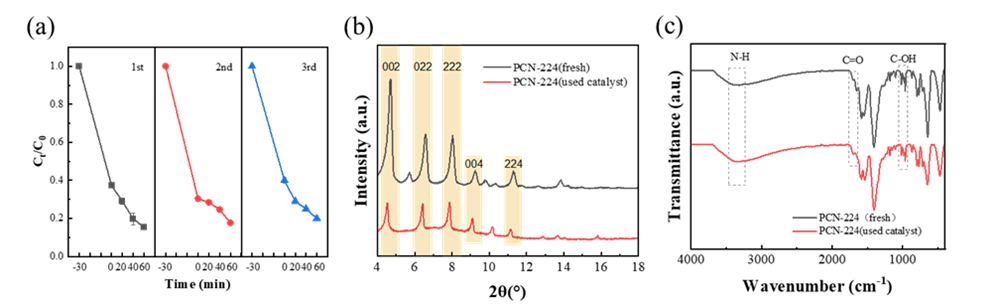 (a)
1st
2nd
3rd
Ct/C0
1.0
0.8
0.6
0.4
0.2
0.0
-30 0 20 40 60
-30 0 20 40 60
-30 0 20 40 60
Time (min)
(b)
002 022 222
004
224
PCN-224(fresh)
PCN-224(used catalyst)
Intensity (a.u.)
4 6 8 10 12 14 16 18
2θ(°)
(c)
N-H
C=O
C-OH
PCN-224（fresh）
PCN-224(used catalyst)
Transmittance (a.u.)
4000 3000 2000 1000
Wavenumber (cm⁻¹)